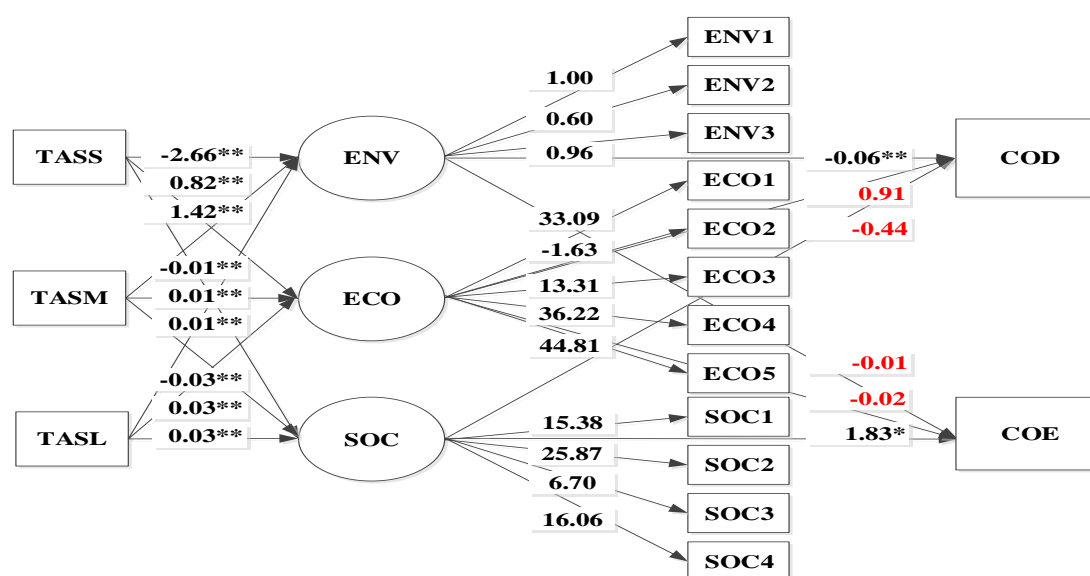 TASS
TASM
TASL
-2.66**
0.82**
1.42**
-0.01**
0.01**
0.01**
-0.03**
0.03**
0.03**
ENV
ECO
SOC
1.00
0.60
0.96
33.09
-1.63
13.31
36.22
44.81
15.38
25.87
6.70
16.06
ENV1
ENV2
ENV3
ECO1
ECO2
ECO3
ECO4
ECO5
SOC1
SOC2
SOC3
SOC4
-0.06**
0.91
-0.44
-0.01
-0.02
1.83*
COD
COE